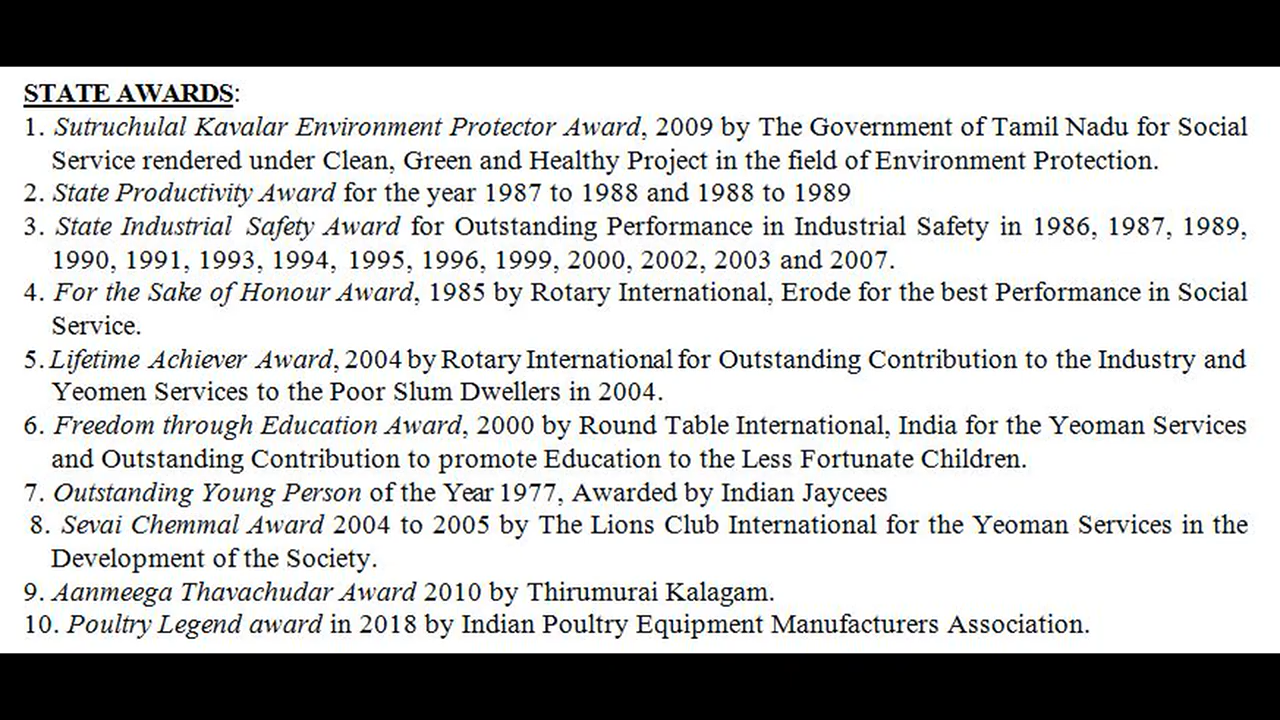 STATE AWARDS:
1. Sutruchulal Kavalar Environment Protector Award, 2009 by The Government of Tamil Nadu for Social
Service rendered under Clean, Green and Healthy Project in the field of Environment Protection.
2. State Productivity Award for the year 1987 to 1988 and 1988 to 1989
3. State Industrial Safety Award for Outstanding Performance in Industrial Safety in 1986, 1987, 1989,
1990, 1991, 1993, 1994, 1995, 1996, 1999, 2000, 2002, 2003 and 2007.
4. For the Sake of Honour Award, 1985 by Rotary International, Erode for the best Performance in Social
Service.
5. Lifetime Achiever Award, 2004 by Rotary International for Outstanding Contribution to the Industry and
Yeomen Services to the Poor Slum Dwellers in 2004.
6. Freedom through Education Award, 2000 by Round Table International, India for the Yeoman Services
and Outstanding Contribution to promote Education to the Less Fortunate Children.
7. Outstanding Young Person of the Year 1977, Awarded by Indian Jaycees
8. Sevai Chemmal Award 2004 to 2005 by The Lions Club International for the Yeoman Services in the
Development of the Society.
9. Aanmeega Thavachudar Award 2010 by Thirumurai Kalagam.
10. Poultry Legend award in 2018 by Indian Poultry Equipment Manufacturers Association.